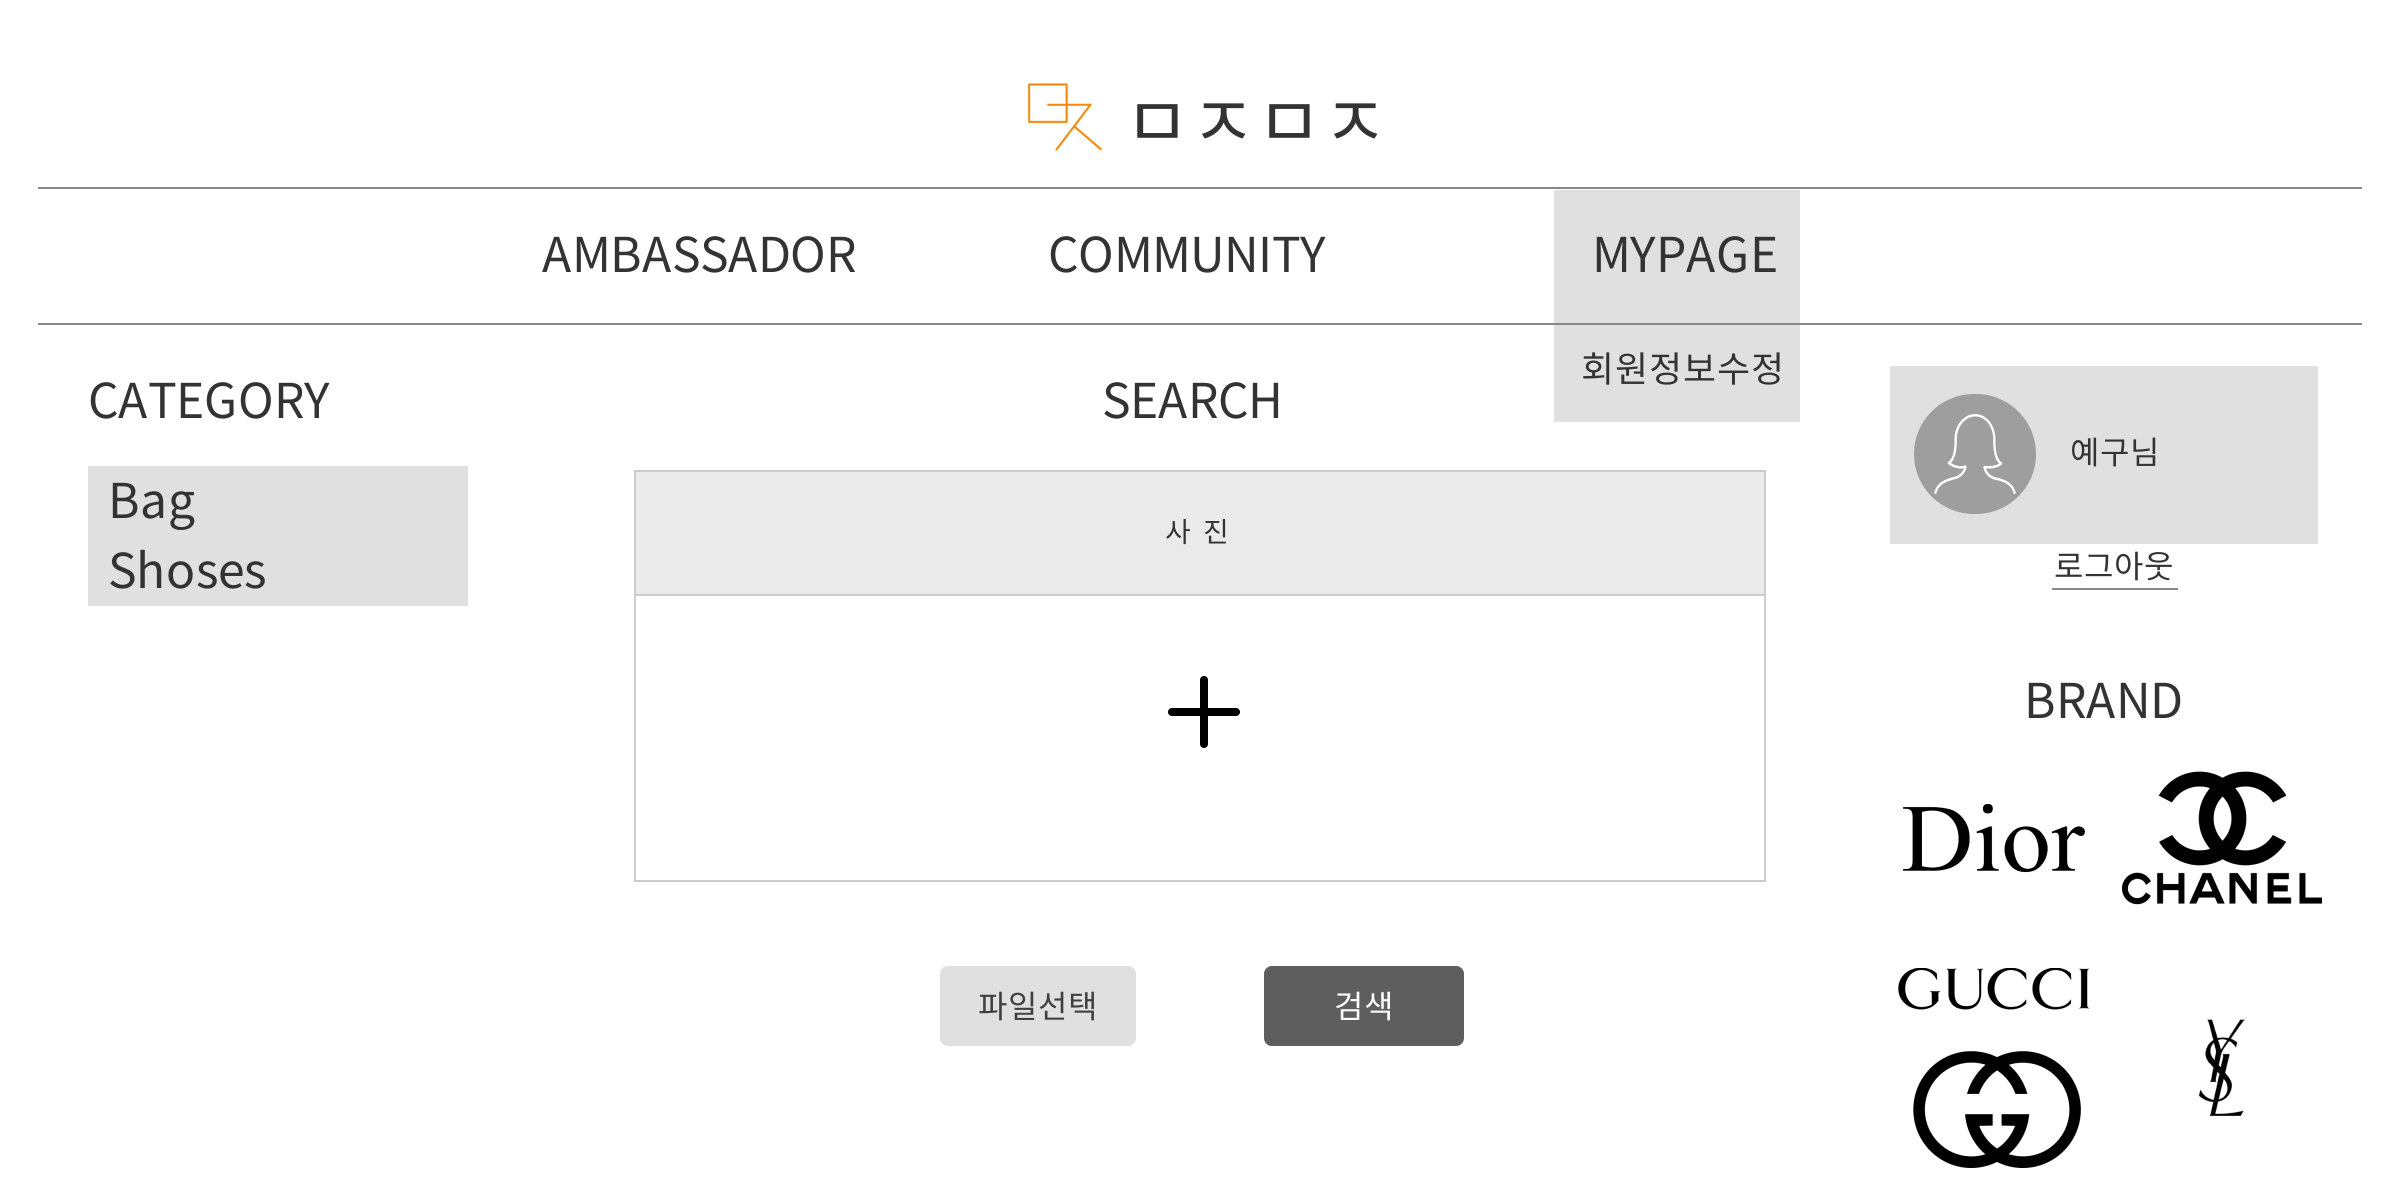 ㅁㅈㅁㅈ
AMBASSADOR COMMUNITY MYPAGE
회원정보수정
CATEGORY
Bag
Shoses
SEARCH
사 진
파일선택 검색
예구님
로그아웃
BRAND
Dior
CHANEL
GUCCI
YSL